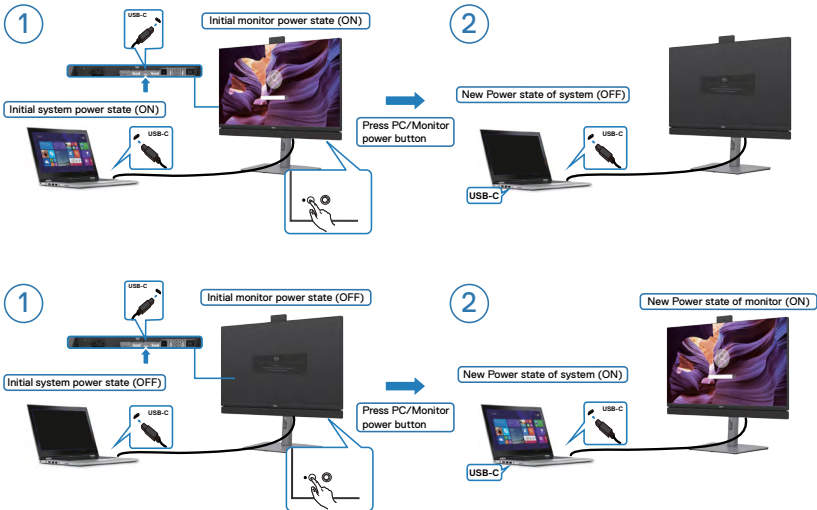 1
USB-C
Initial monitor power state (ON)
Initial system power state (ON)
USB-C
Press PC/Monitor
power button
2
New Power state of system (OFF)
USB-C
USB-C
1
USB-C
Initial monitor power state (OFF)
Initial system power state (OFF)
USB-C
Press PC/Monitor
power button
2
New Power state of monitor (ON)
New Power state of system (ON)
USB-C
USB-C